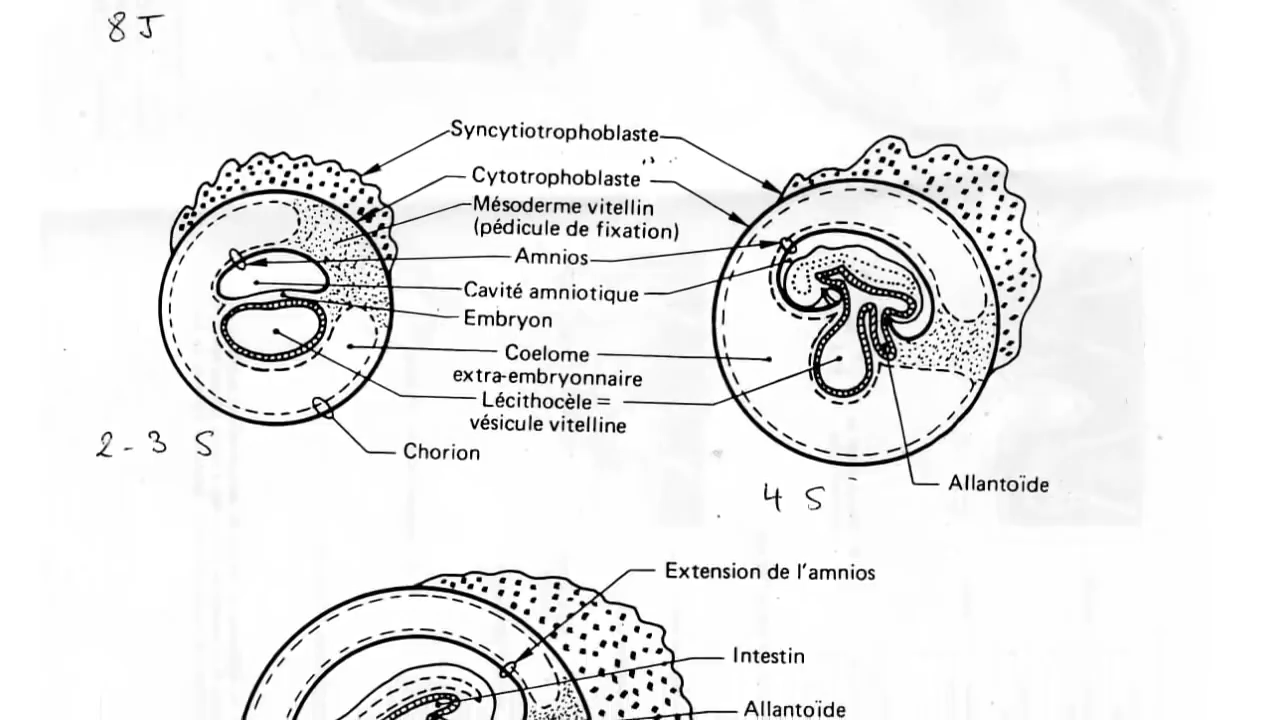 8 J
Syncytiotrophoblaste
Cytotrophoblaste
Mésoderme vitellin
(pédicule de fixation)
Amnios
Cavité amniotique
Embryon
Coelome
extra-embryonnaire
Lécithocèle =
vésicule vitelline
Chorion
2-3 S
Allantoïde
4 S
Extension de l'amnios
Intestin
Allantoïde